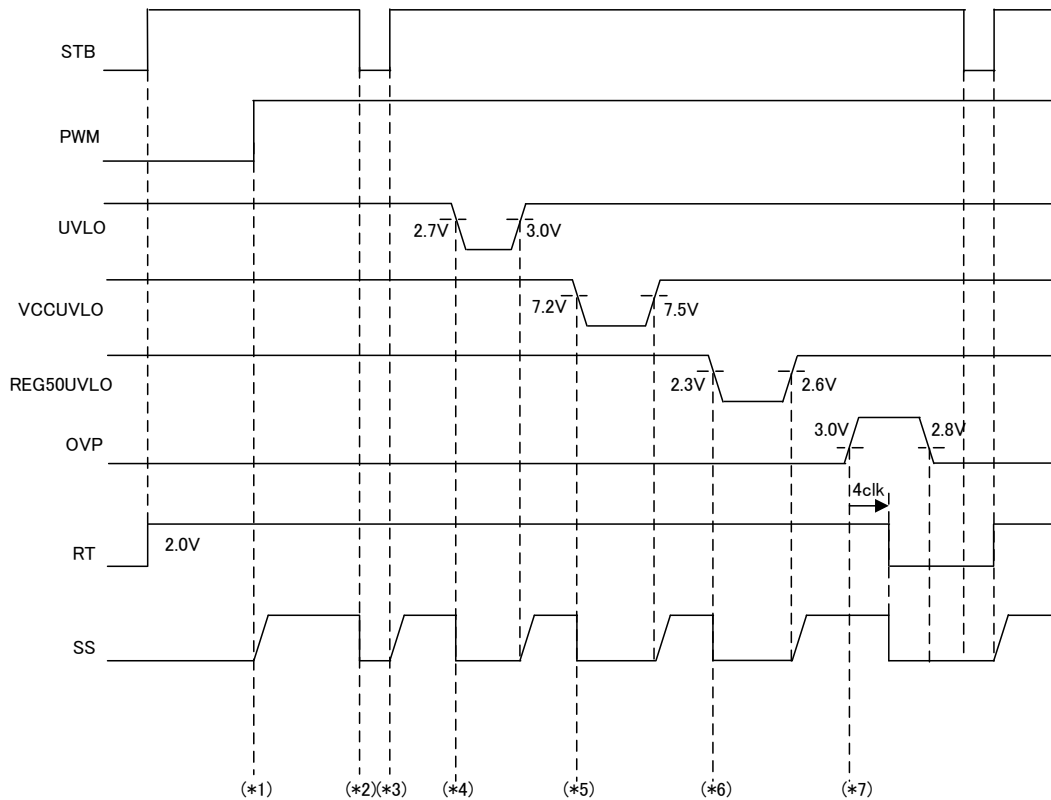 STB
PWM
UVLO
2.7V
3.0V
VCCUVLO
7.2V
7.5V
REG50UVLO
2.3V
2.6V
OVP
3.0V
2.8V
4clk
RT
2.0V
SS
(*1)
(*2)
(*3)
(*4)
(*5)
(*6)
(*7)